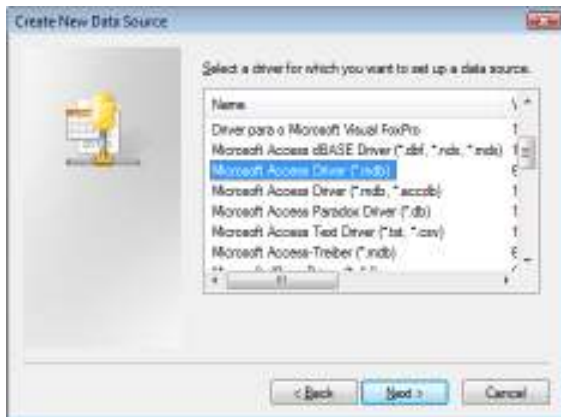 Create New Data Source
Select a driver for which you want to set up a data source.
Name
Driver para o Microsoft Visual FoxPro
Microsoft Access dBASE Driver (*.dbf, *.ndx, *.mdx)
Microsoft Access Driver (*.mdb)
Microsoft Access Driver (*.mdb, *.accdb)
Microsoft Access Paradox Driver (*.db)
Microsoft Access Text Driver (*.txt, *.csv)
Microsoft Access-Treiber (*.mdb)
< Back
Next >
Cancel